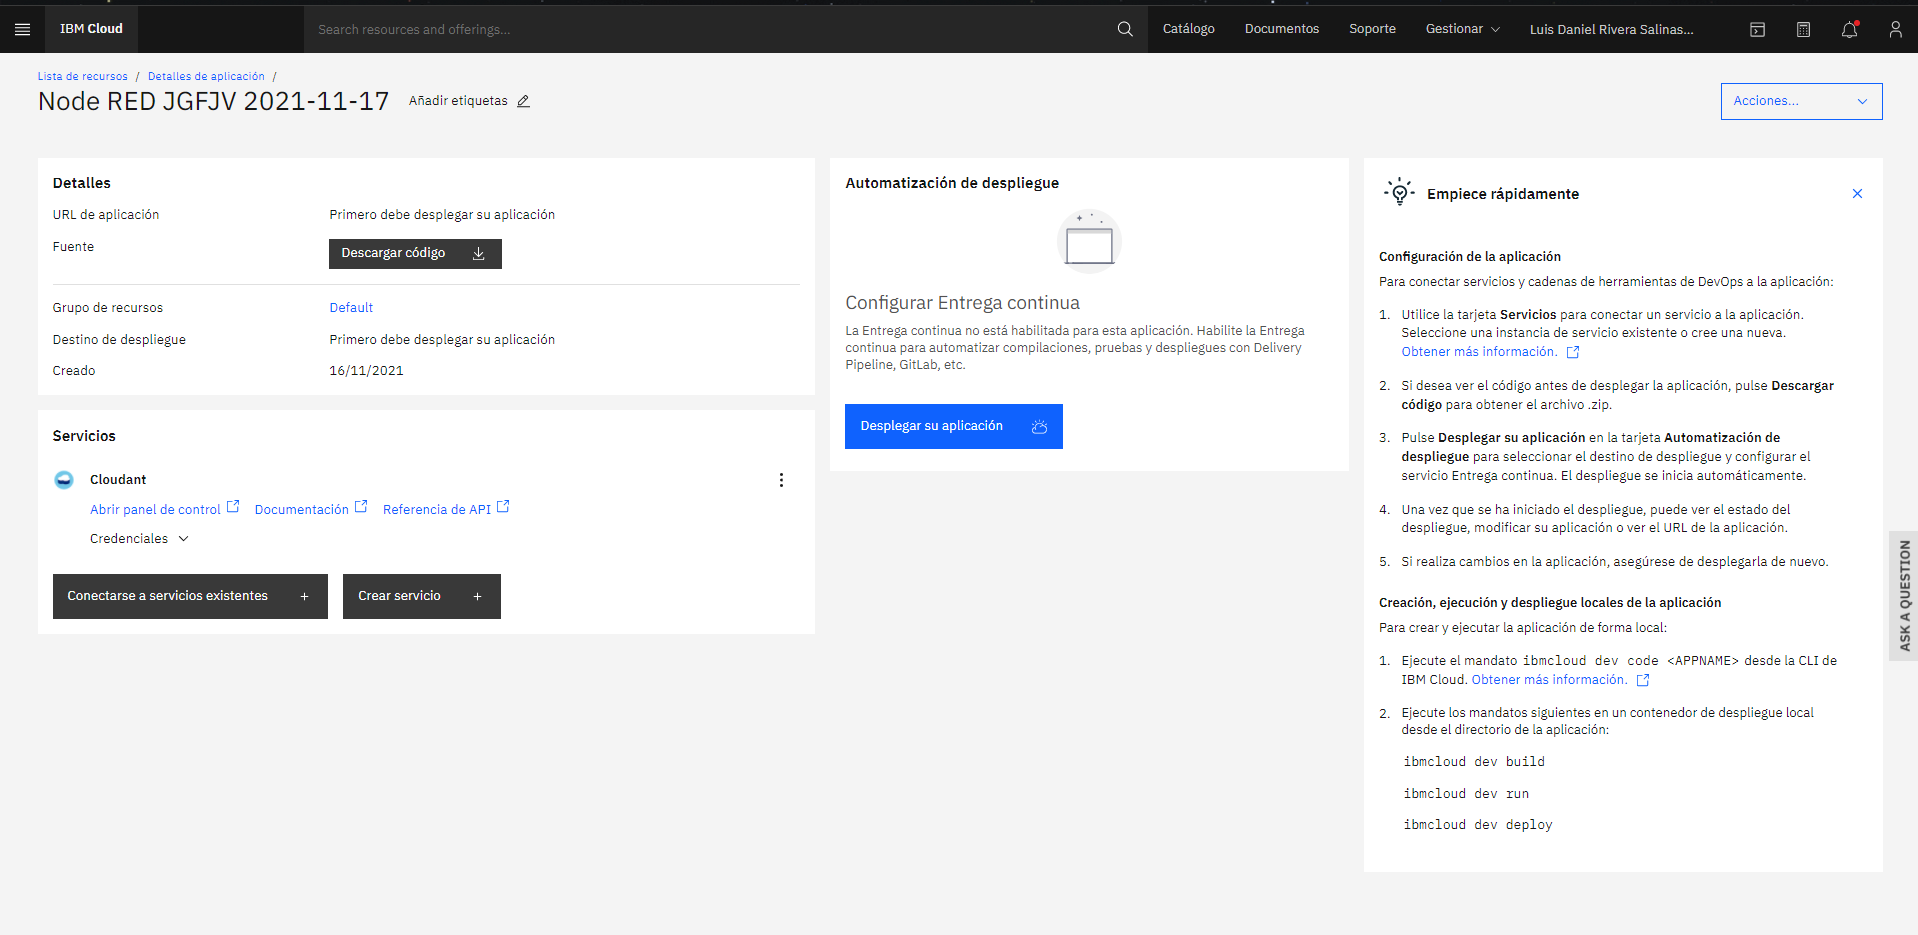 IBM Cloud
Search resources and offerings...
Catálogo
Documentos
Soporte
Gestionar
Luis Daniel Rivera Salinas...
Lista de recursos / Detalles de aplicación /
Node RED JGFJV 2021-11-17
Añadir etiquetas
Acciones...
Detalles
URL de aplicación
Primero debe desplegar su aplicación
Fuente
Descargar código
Grupo de recursos
Default
Destino de despliegue
Primero debe desplegar su aplicación
Creado
16/11/2021
Servicios
Cloudant
Abrir panel de control
Documentación
Referencia de API
Credenciales
Conectarse a servicios existentes +
Crear servicio +
Automatización de despliegue
Configurar Entrega continua
La Entrega continua no está habilitada para esta aplicación. Habilite la Entrega
continua para automatizar compilaciones, pruebas y despliegues con Delivery
Pipeline, GitLab, etc.
Desplegar su aplicación
Empiece rápidamente
Configuración de la aplicación
Para conectar servicios y cadenas de herramientas de DevOps a la aplicación:
1. Utilice la tarjeta Servicios para conectar un servicio a la aplicación.
Seleccione una instancia de servicio existente o cree una nueva.
Obtener más información.
2. Si desea ver el código antes de desplegar la aplicación, pulse Descargar
código para obtener el archivo .zip.
3. Pulse Desplegar su aplicación en la tarjeta Automatización de
despliegue para seleccionar el destino de despliegue y configurar el
servicio Entrega continua. El despliegue se inicia automáticamente.
4. Una vez que se ha iniciado el despliegue, puede ver el estado del
despliegue, modificar su aplicación o ver el URL de la aplicación.
5. Si realiza cambios en la aplicación, asegúrese de desplegarla de nuevo.
Creación, ejecución y despliegue locales de la aplicación
Para crear y ejecutar la aplicación de forma local:
1. Ejecute el mandato ibmcloud dev code <APPNAME> desde la CLI de
IBM Cloud. Obtener más información.
2. Ejecute los mandatos siguientes en un contenedor de despliegue local
desde el directorio de la aplicación:
ibmcloud dev build
ibmcloud dev run
ibmcloud dev deploy
ASK A QUESTION